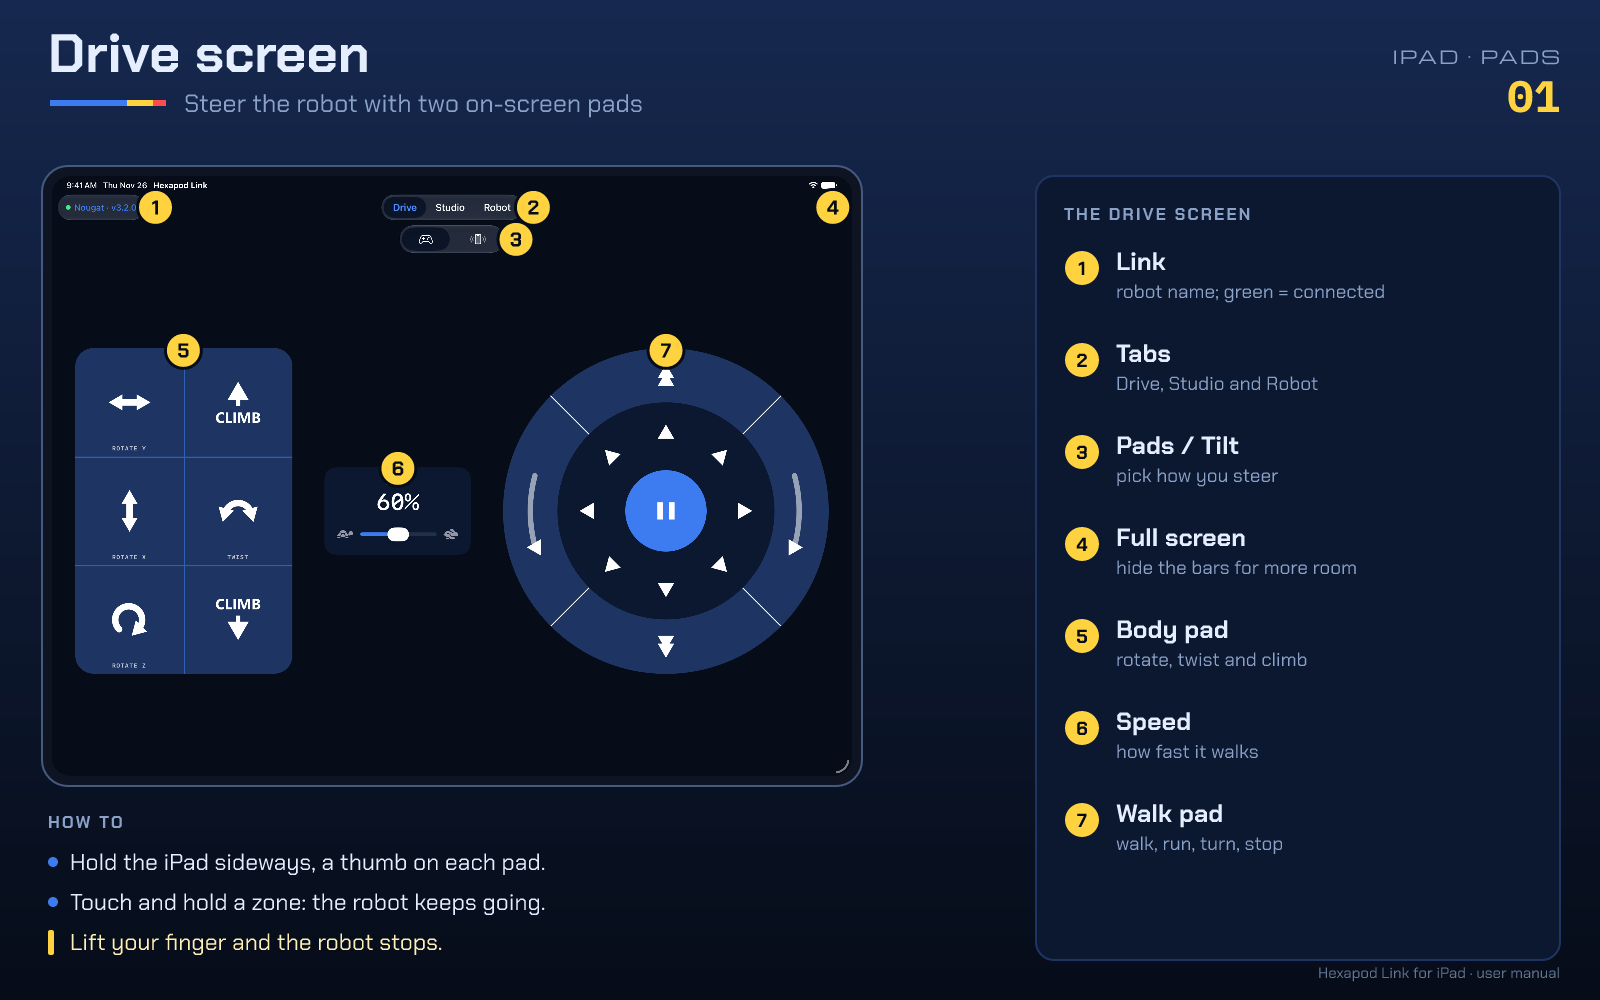 Drive screen
Steer the robot with two on-screen pads
IPAD · PADS
01
9:41 AM Thu Nov 26 Hexapod Link
Nougat · v3.2.0
1
Drive Studio Robot
2
4
3
5
CLIMB
ROTATE Y
ROTATE X
TWIST
CLIMB
ROTATE Z
6
60%
7
HOW TO
Hold the iPad sideways, a thumb on each pad.
Touch and hold a zone: the robot keeps going.
Lift your finger and the robot stops.
THE DRIVE SCREEN
1 Link
robot name; green = connected
2 Tabs
Drive, Studio and Robot
3 Pads / Tilt
pick how you steer
4 Full screen
hide the bars for more room
5 Body pad
rotate, twist and climb
6 Speed
how fast it walks
7 Walk pad
walk, run, turn, stop
Hexapod Link for iPad · user manual